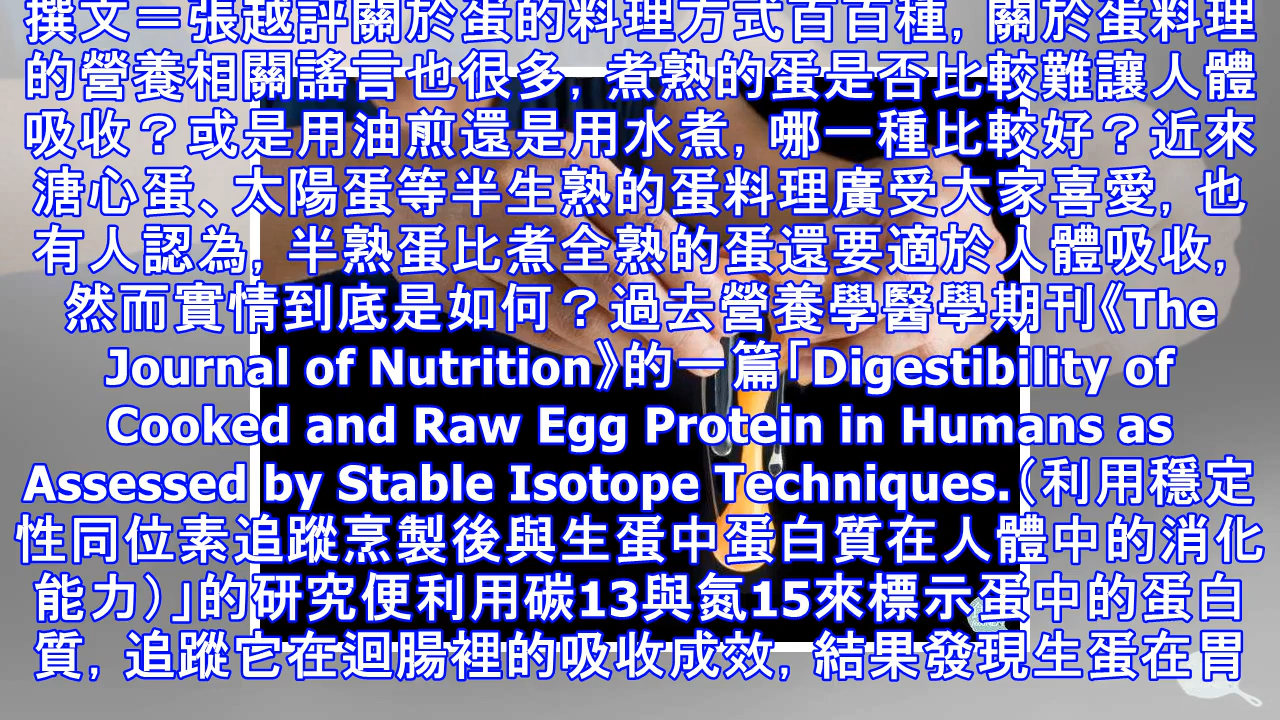 撰文＝張越評關於蛋的料理方式百百種，關於蛋料理
的營養相關謠言也很多，煮熟的蛋是否比較難讓人體
吸收？或是用油煎還是用水煮，哪一種比較好？近來
溏心蛋、太陽蛋等半生熟的蛋料理廣受大家喜愛，也
有人認為，半熟蛋比煮全熟的蛋還要適於人體吸收，
然而實情到底是如何？過去營養學醫學期刊《The
Journal of Nutrition》的一篇「Digestibility of
Cooked and Raw Egg Protein in Humans as
Assessed by Stable Isotope Techniques.（利用穩定
性同位素追蹤烹製後與生蛋中蛋白質在人體中的消化
能力）」的研究便利用碳13與氮15來標示蛋中的蛋白
質，追蹤它在迴腸裡的吸收成效，結果發現生蛋在胃